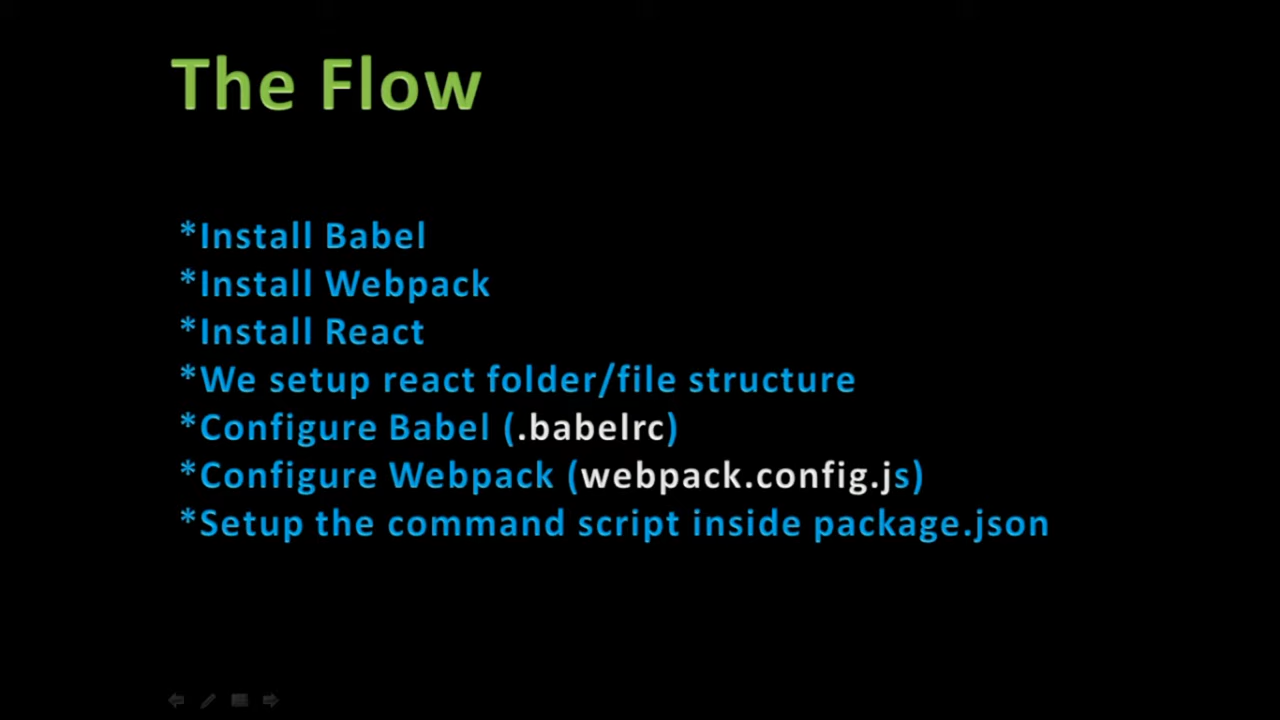 The Flow
*Install Babel
*Install Webpack
*Install React
*We setup react folder/file structure
*Configure Babel (.babelrc)
*Configure Webpack (webpack.config.js)
*Setup the command script inside package.json